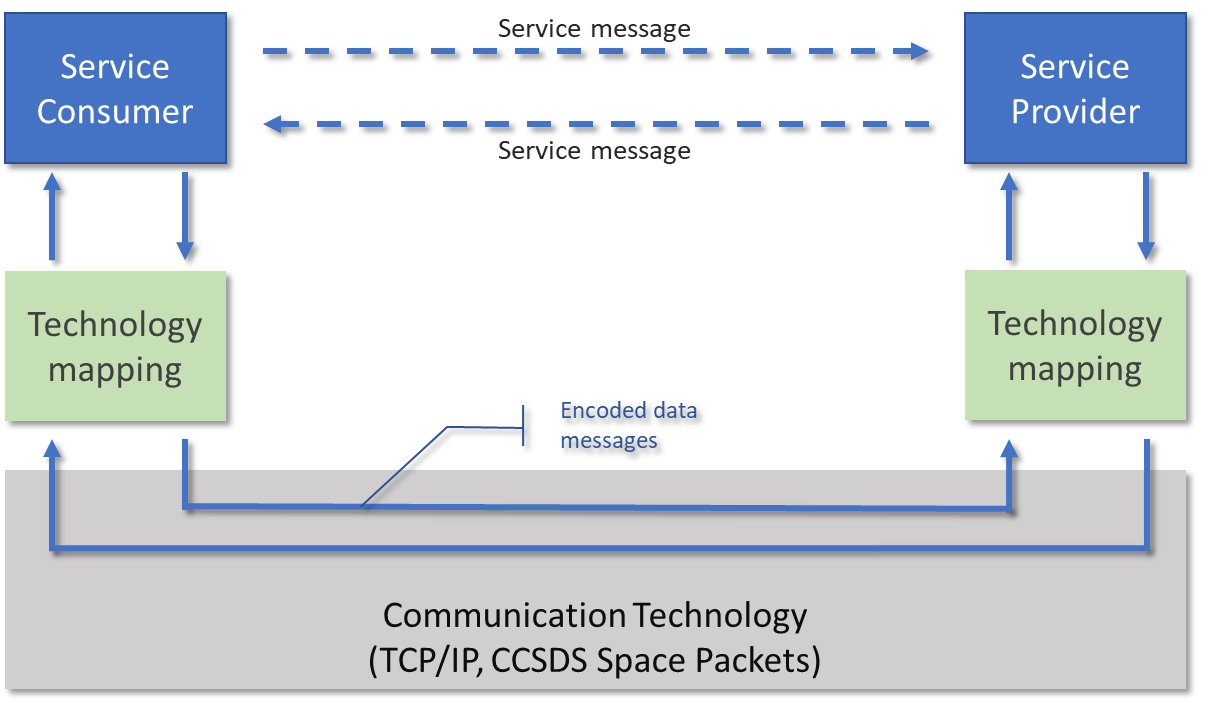 Service message
Service
Consumer
Service
Provider
Service message
Technology
mapping
Technology
mapping
Encoded data
messages
Communication Technology
(TCP/IP, CCSDS Space Packets)